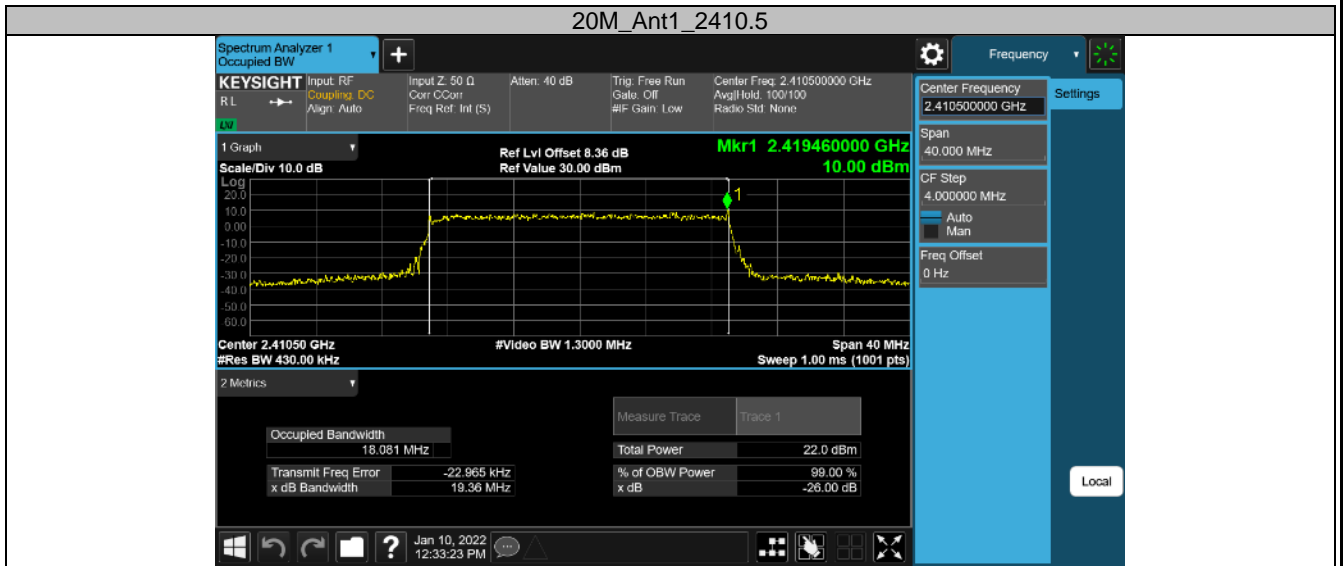 20M_Ant1_2410.5
Spectrum Analyzer 1
Occupied BW
+
Frequency
KEYSIGHT
R L
Input: RF
Coupling: DC
Align: Auto
Input Z: 50 Ω
Corr CCorr
Freq Ref: Int (S)
Atten: 40 dB
Trig: Free Run
Gate: Off
#IF Gain: Low
Center Freq: 2.410500000 GHz
Avg|Hold: 100/100
Radio Std: None
LXI
Center Frequency
2.410500000 GHz
Settings
Span
40.000 MHz
CF Step
4.000000 MHz
Auto
Man
Freq Offset
0 Hz
1 Graph
Scale/Div 10.0 dB
Ref Lvl Offset 8.36 dB
Ref Value 30.00 dBm
Mkr1 2.419460000 GHz
10.00 dBm
Log
20.0
10.0
0.00
-10.0
-20.0
-30.0
-40.0
-50.0
-60.0
1
Center 2.41050 GHz
#Res BW 430.00 kHz
#Video BW 1.3000 MHz
Span 40 MHz
Sweep 1.00 ms (1001 pts)
2 Metrics
Measure Trace Trace 1
Occupied Bandwidth
18.081 MHz
Total Power 22.0 dBm
Transmit Freq Error -22.965 kHz
% of OBW Power 99.00 %
x dB Bandwidth 19.36 MHz
x dB -26.00 dB
Local
?
Jan 10, 2022
12:33:23 PM